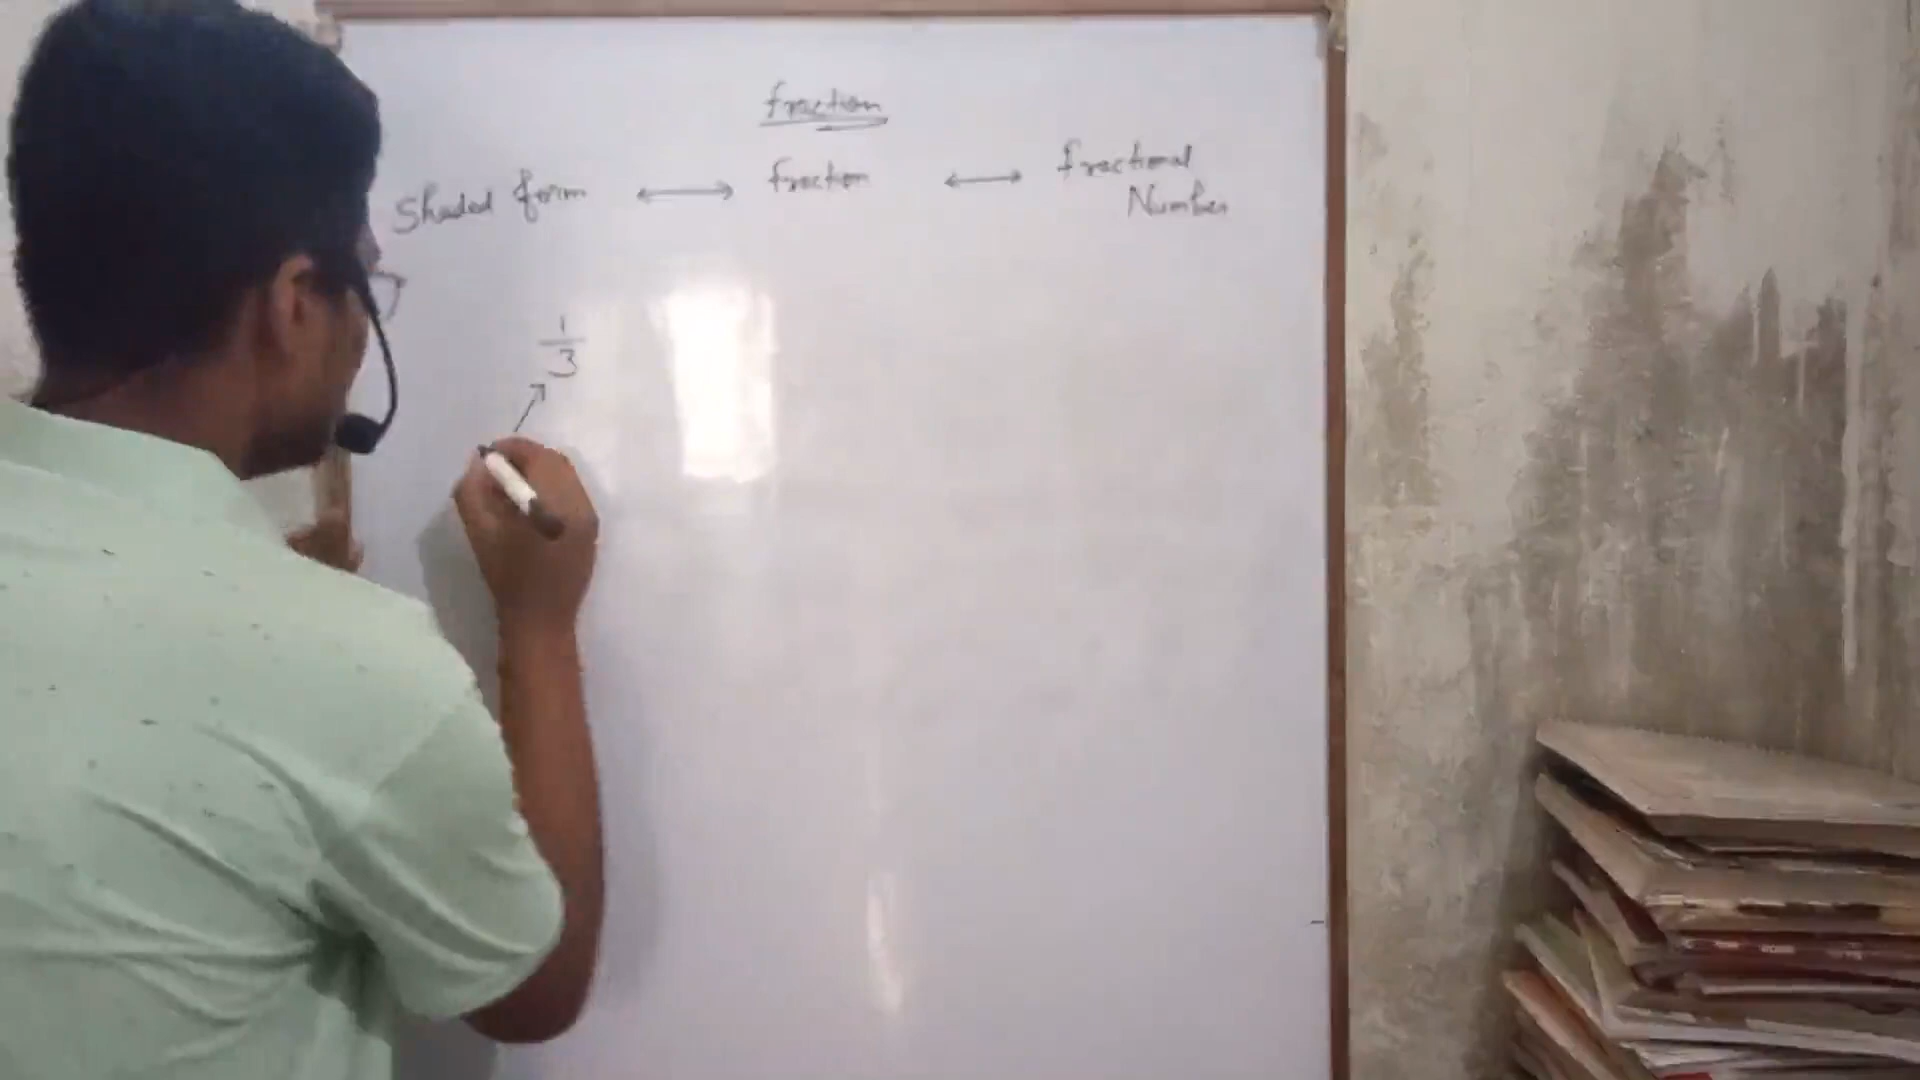 fraction
Shaded form ↔ fraction ↔ fractional
Number
1
3